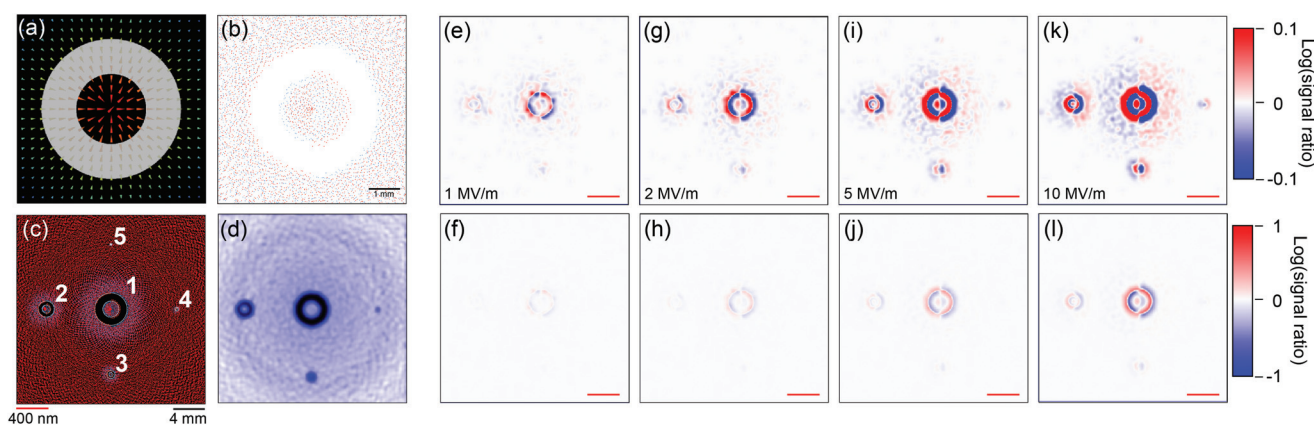 (a)
(b)
1 mm
(c)
5
1
2
4
3
400 nm
4 mm
(d)
(e)
1 MV/m
(g)
2 MV/m
(i)
5 MV/m
(k)
10 MV/m
0.1
0
-0.1
Log(signal ratio)
(f)
(h)
(j)
(l)
1
0
-1
Log(signal ratio)